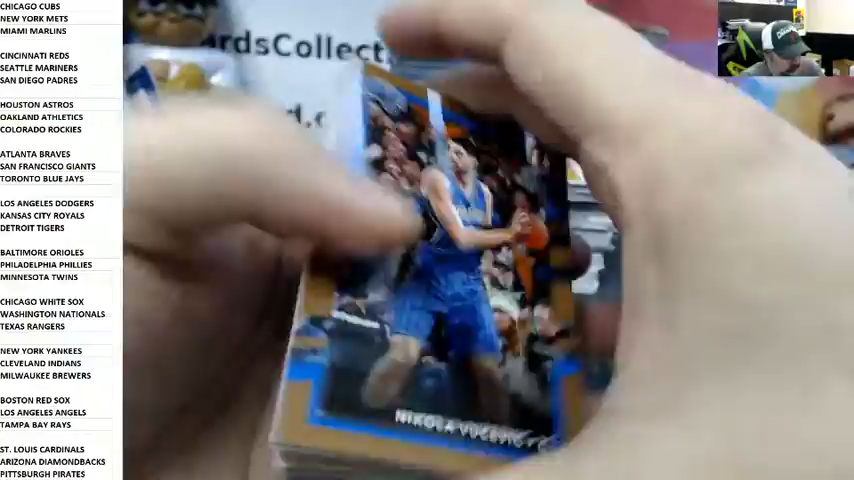 CHICAGO CUBS
NEW YORK METS
MIAMI MARLINS
CINCINNATI REDS
SEATTLE MARINERS
SAN DIEGO PADRES
HOUSTON ASTROS
OAKLAND ATHLETICS
COLORADO ROCKIES
ATLANTA BRAVES
SAN FRANCISCO GIANTS
TORONTO BLUE JAYS
LOS ANGELES DODGERS
KANSAS CITY ROYALS
DETROIT TIGERS
BALTIMORE ORIOLES
PHILADELPHIA PHILLIES
MINNESOTA TWINS
CHICAGO WHITE SOX
WASHINGTON NATIONALS
TEXAS RANGERS
NEW YORK YANKEES
CLEVELAND INDIANS
MILWAUKEE BREWERS
BOSTON RED SOX
LOS ANGELES ANGELS
TAMPA BAY RAYS
ST. LOUIS CARDINALS
ARIZONA DIAMONDBACKS
PITTSBURGH PIRATES
ardsCollect
d.c
NIKOLA VUCEVIC